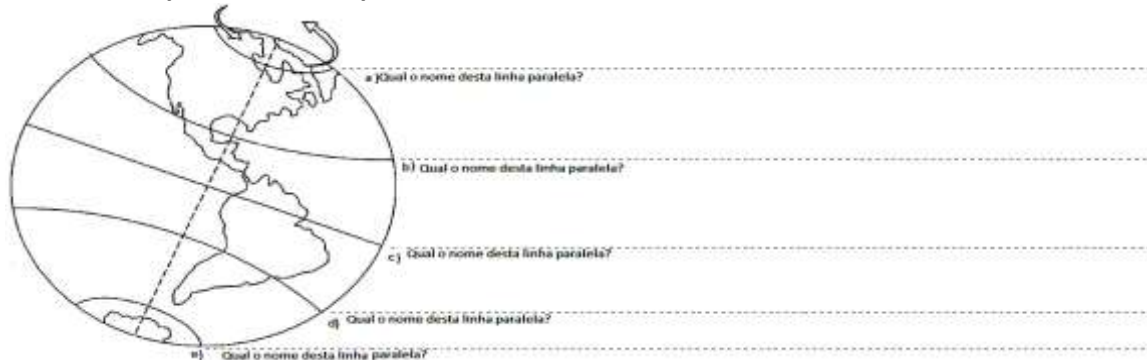 a)Qual o nome desta linha paralela?
b) Qual o nome desta linha paralela?
c) Qual o nome desta linha paralela?
d) Qual o nome desta linha paralela?
e) Qual o nome desta linha paralela?